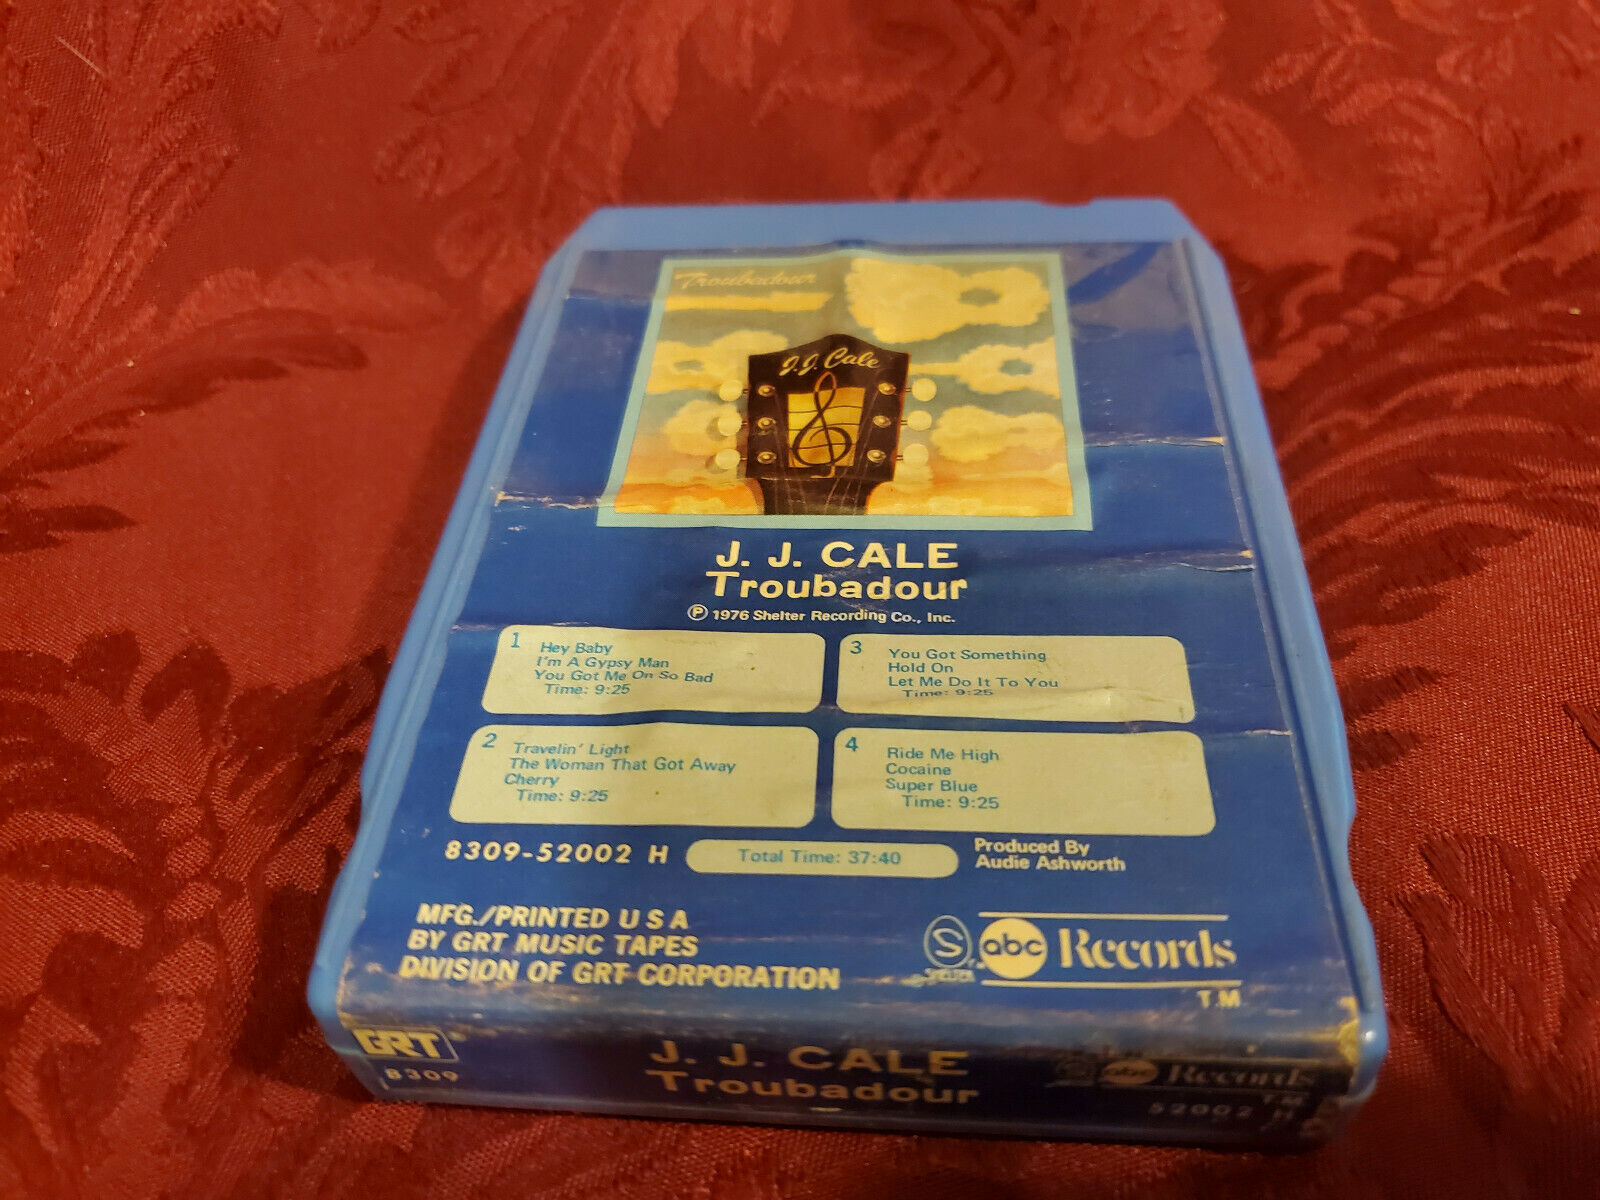 Troubadour
J.J. Cale
J. J. CALE
Troubadour
Ⓟ 1976 Shelter Recording Co., Inc.
1
Hey Baby
I'm A Gypsy Man
You Got Me On So Bad
Time: 9:25
2
Travelin' Light
The Woman That Got Away
Cherry
Time: 9:25
3
You Got Something
Hold On
Let Me Do It To You
Time: 9:25
4
Ride Me High
Cocaine
Super Blue
Time: 9:25
8309-52002 H
Total Time: 37:40
Produced By
Audie Ashworth
MFG./PRINTED U S A
BY GRT MUSIC TAPES
DIVISION OF GRT CORPORATION
S
SHELTER
abc Records
T.M
GRT
8309
J. J. CALE
Troubadour
abc Records
T.M
52002 H